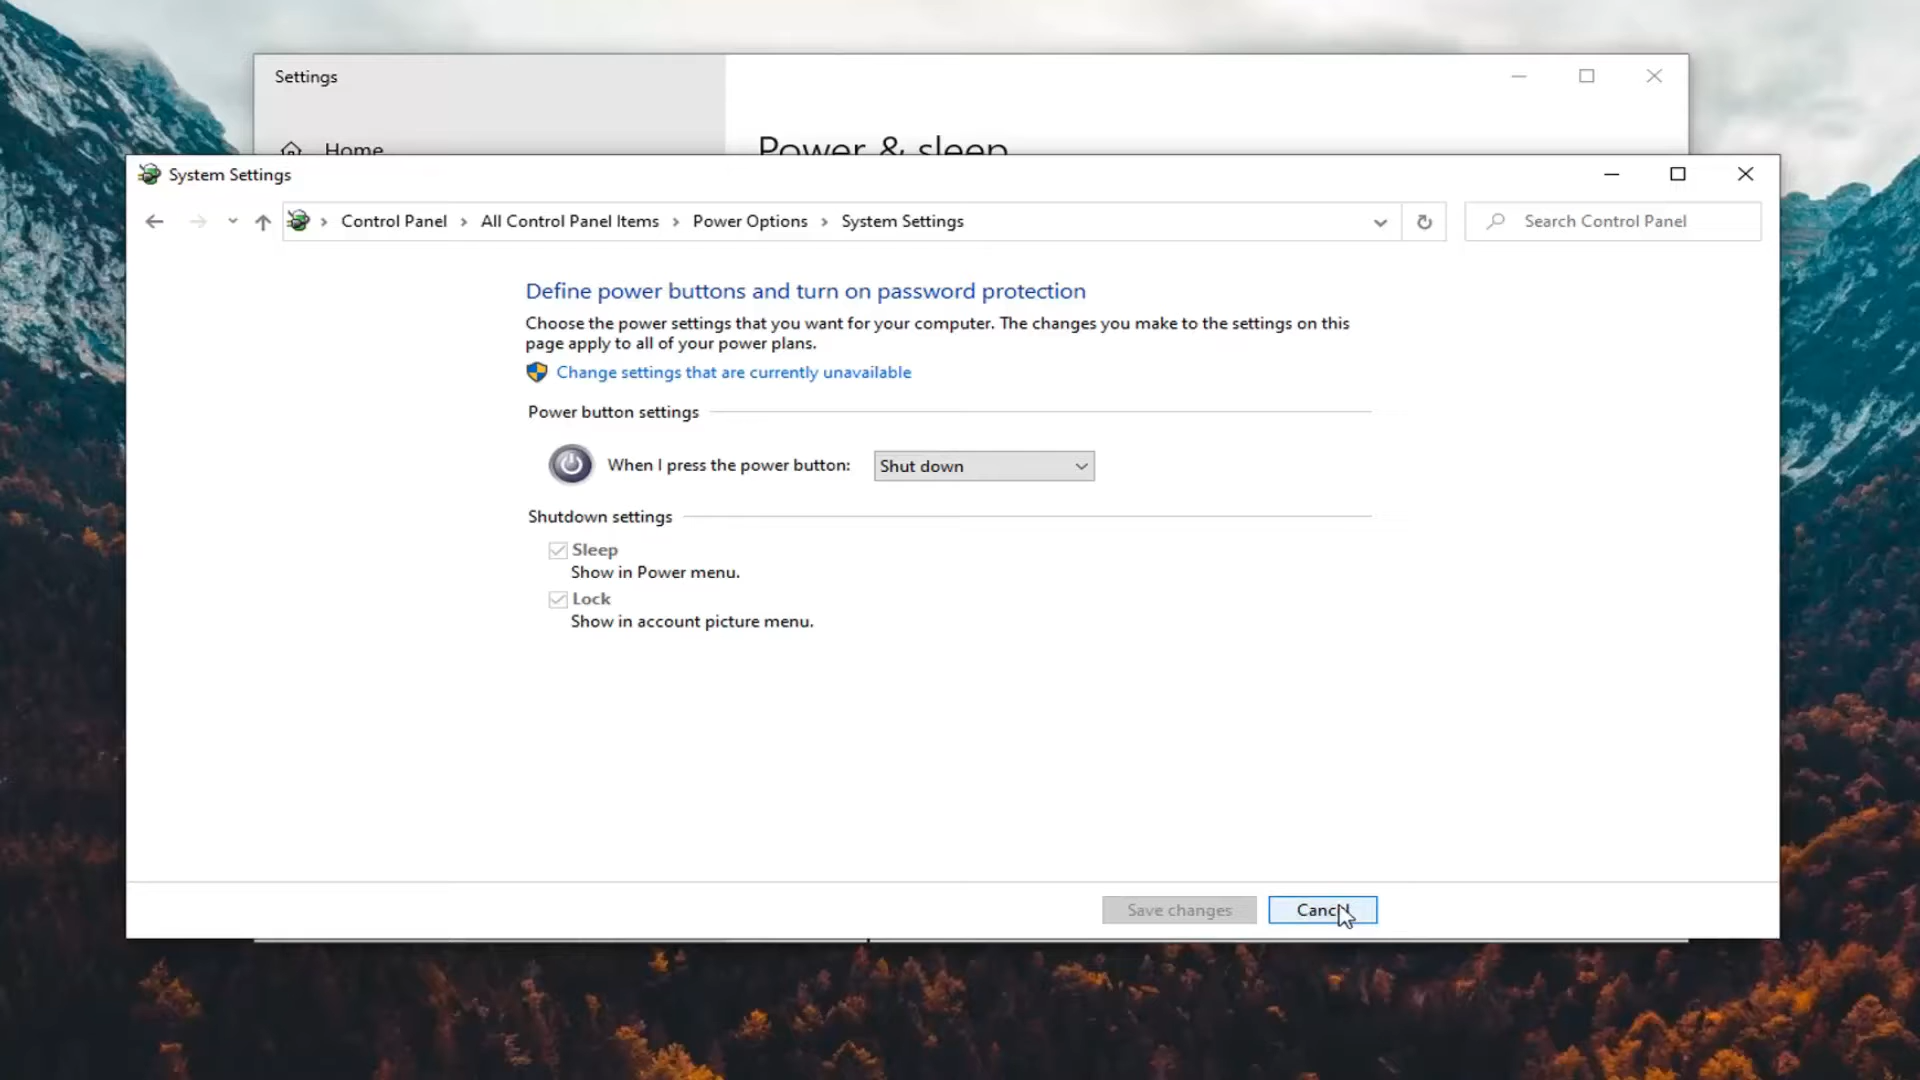 Settings
Home
Power & sleep
System Settings
Control Panel > All Control Panel Items > Power Options > System Settings
Search Control Panel
Define power buttons and turn on password protection
Choose the power settings that you want for your computer. The changes you make to the settings on this
page apply to all of your power plans.
Change settings that are currently unavailable
Power button settings
When I press the power button: Shut down
Shutdown settings
Sleep
Show in Power menu.
Lock
Show in account picture menu.
Save changes
Cancel